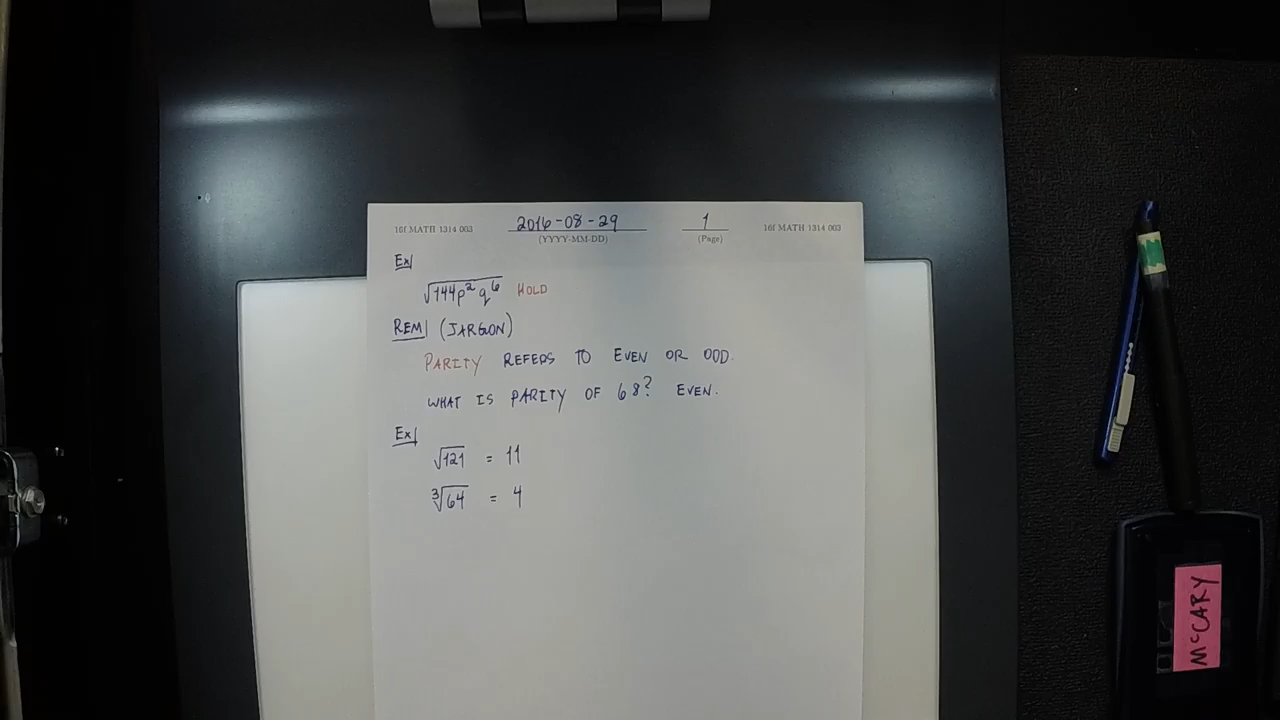 16f MATH 1314 003 2016-08-29 1 16f MATH 1314 003
(YYYY-MM-DD) (Page)
Ex|
√144p²q⁶ HOLD
REM| (JARGON)
PARITY REFERS TO EVEN OR ODD.
WHAT IS PARITY OF 68? EVEN.
Ex|
√121 = 11
³√64 = 4
McCARY